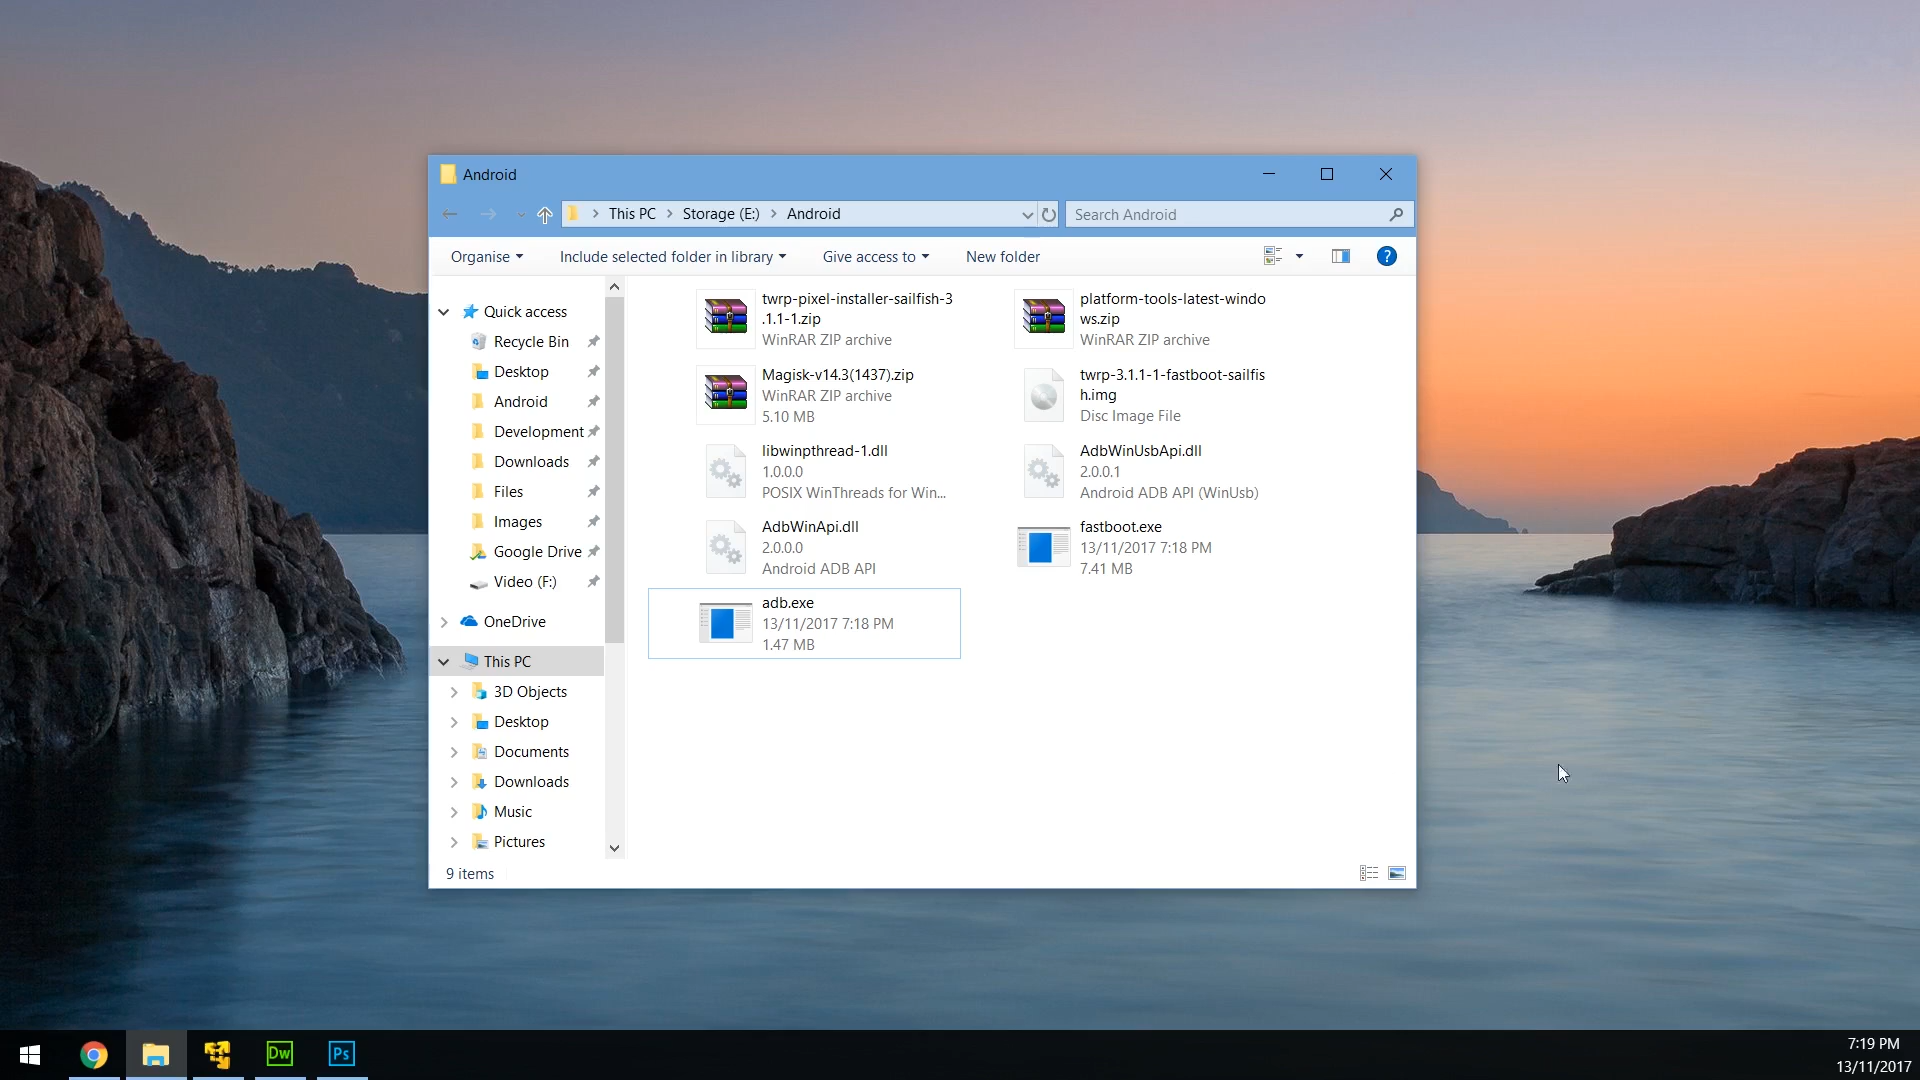 Android
This PC
Storage (E:)
Android
Search Android
Organise
Include selected folder in library
Give access to
New folder
?
Quick access
Recycle Bin
Desktop
Android
Development
Downloads
Files
Images
Google Drive
Video (F:)
OneDrive
This PC
3D Objects
Desktop
Documents
Downloads
Music
Pictures
twrp-pixel-installer-sailfish-3
.1.1-1.zip
WinRAR ZIP archive
platform-tools-latest-windo
ws.zip
WinRAR ZIP archive
Magisk-v14.3(1437).zip
WinRAR ZIP archive
5.10 MB
twrp-3.1.1-1-fastboot-sailfis
h.img
Disc Image File
libwinpthread-1.dll
1.0.0.0
POSIX WinThreads for Win...
AdbWinUsbApi.dll
2.0.0.1
Android ADB API (WinUsb)
AdbWinApi.dll
2.0.0.0
Android ADB API
fastboot.exe
13/11/2017 7:18 PM
7.41 MB
adb.exe
13/11/2017 7:18 PM
1.47 MB
9 items
Dw
Ps
7:19 PM
13/11/2017